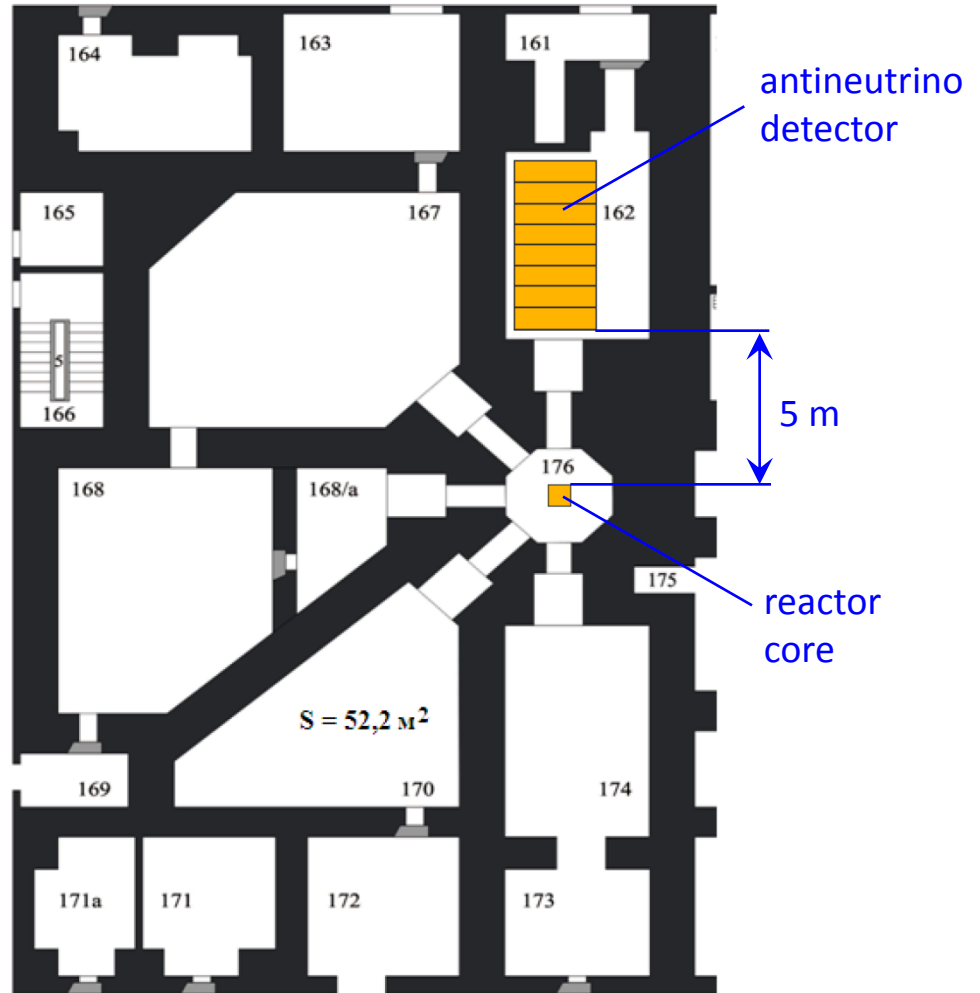 164
163
161
antineutrino
detector
165
167
162
5
166
5 m
176
168
168/a
175
reactor
core
S = 52,2 м²
169
170
174
171a
171
172
173